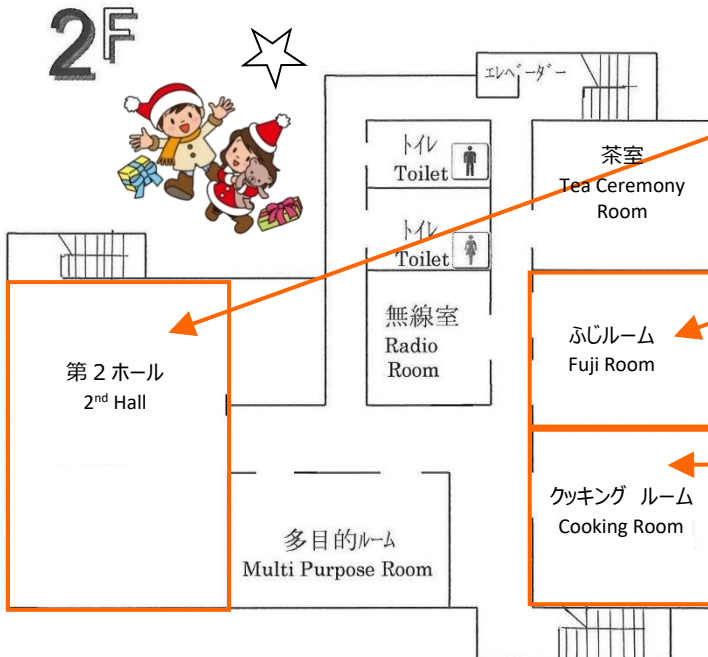 2F
エレベーター
トイレ
Toilet
茶室
Tea Ceremony
Room
トイレ
Toilet
無線室
Radio
Room
ふじルーム
Fuji Room
第２ホール
2nd Hall
クッキング ルーム
Cooking Room
多目的ルーム
Multi Purpose Room